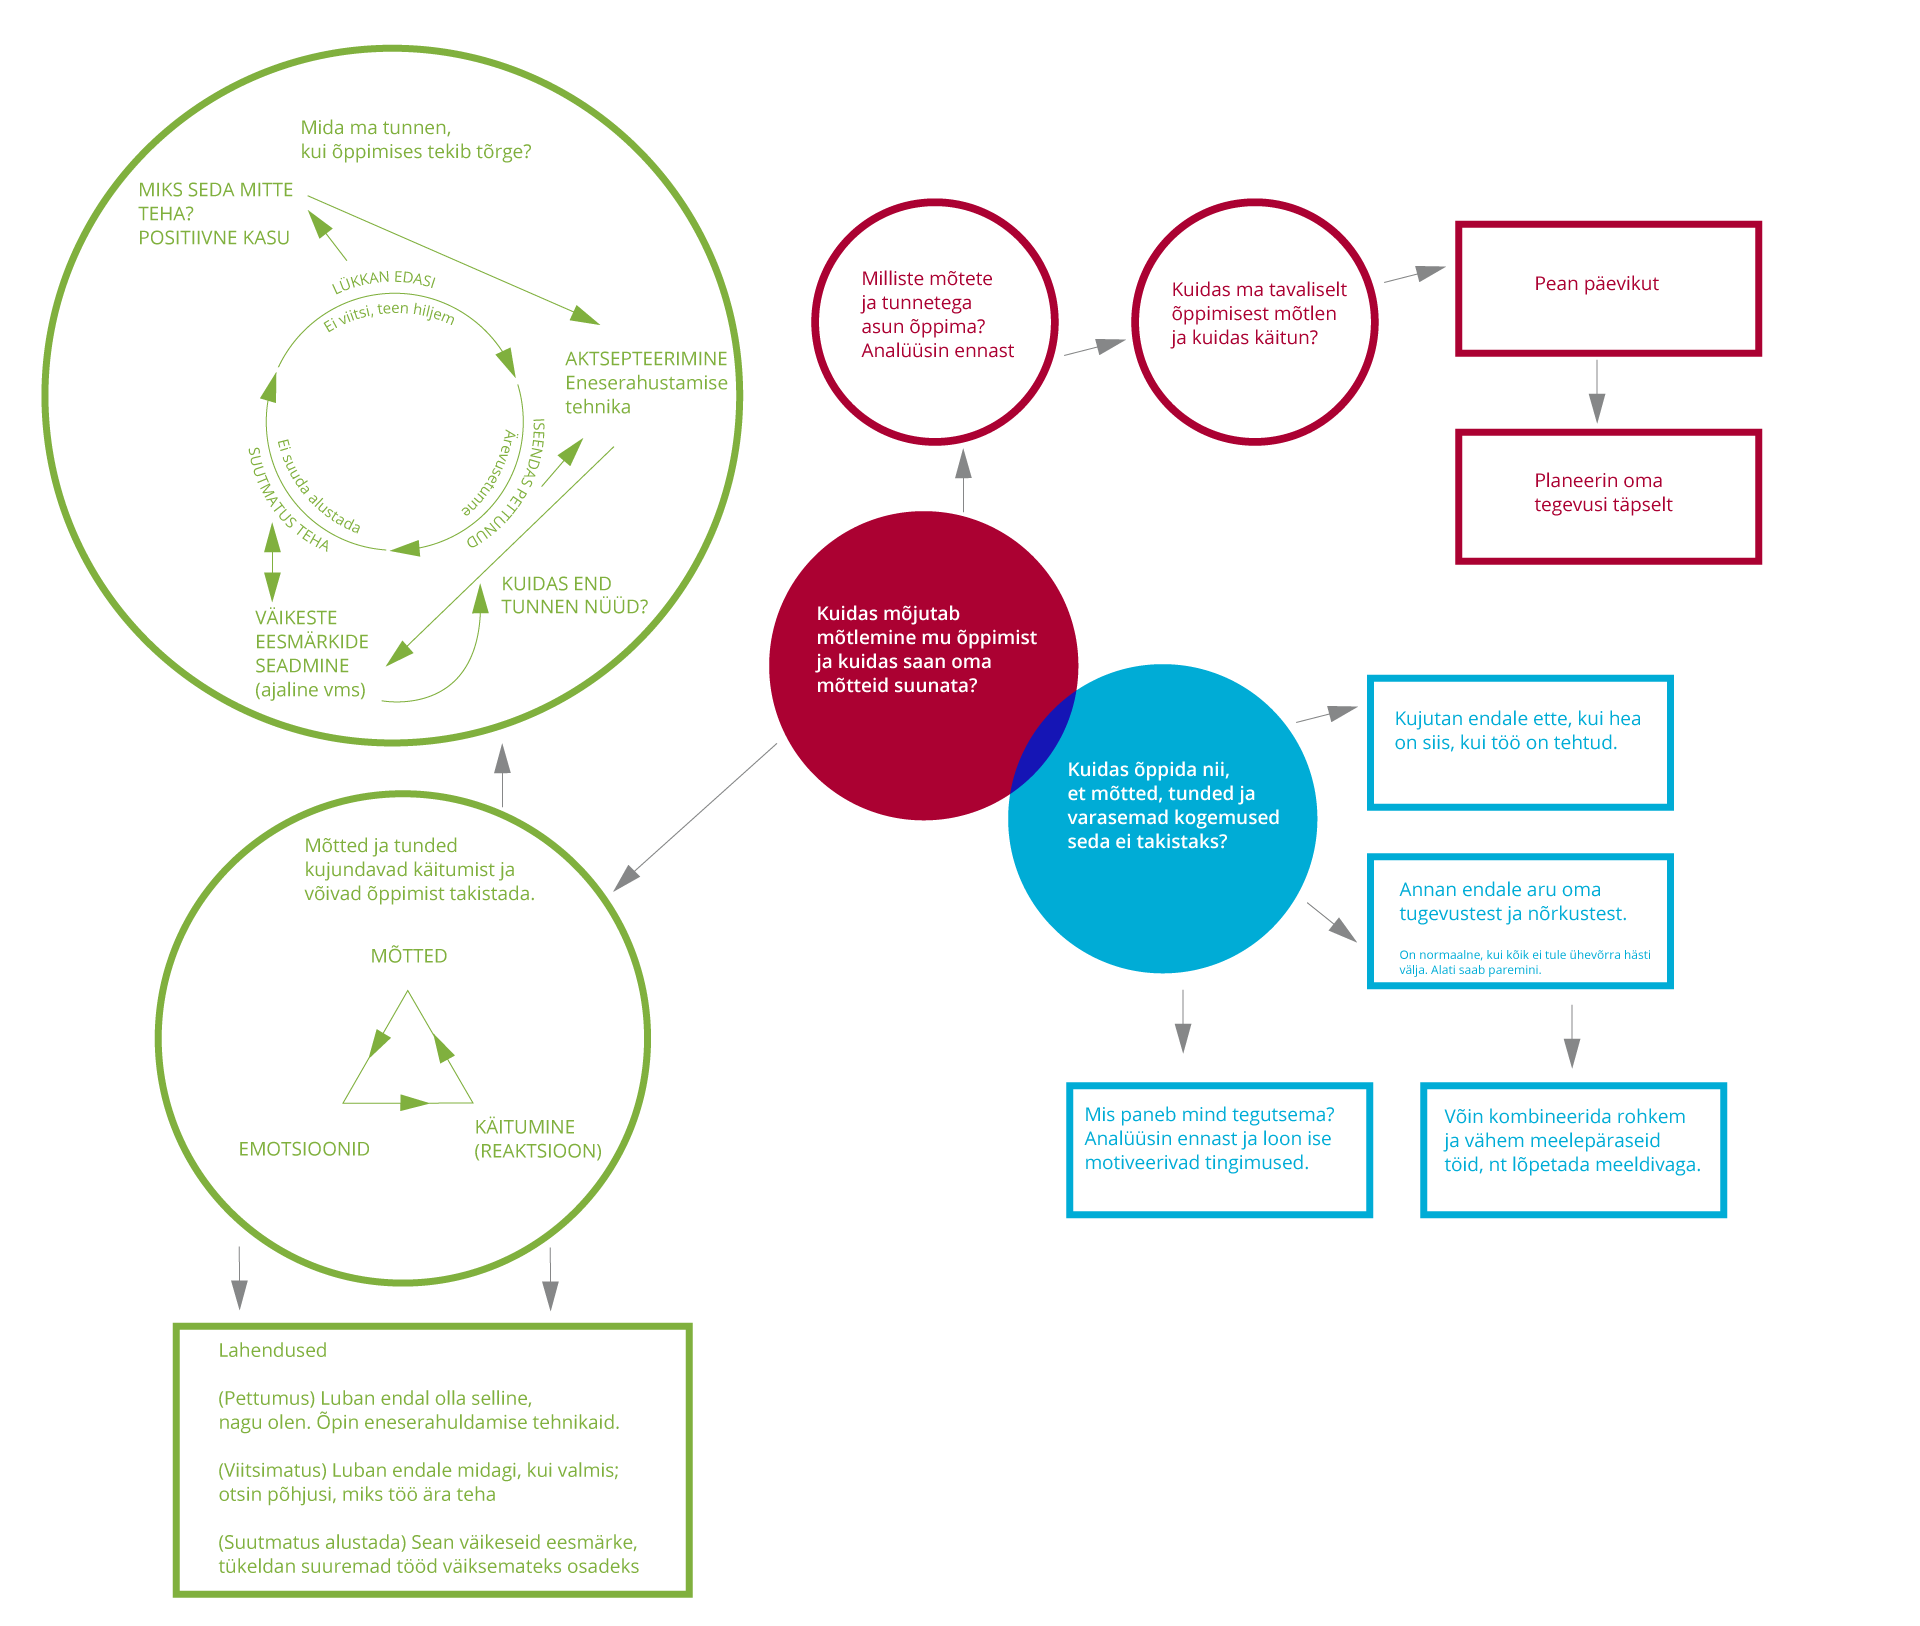 Mida ma tunnen,
kui õppimises tekib tõrge?
MIKS SEDA MITTE
TEHA?
POSITIIVNE KASU
LÜKKAN EDASI
Ei viitsi, teen hiljem
AKTSEPTEERIMINE
Eneserahustamise
tehnika
ISEENDAS PETTUNUD
Ärevusetunne
SUUTMATUS TEHA
Ei suuda alustada
KUIDAS END
TUNNEN NÜÜD?
VÄIKESTE
EESMÄRKIDE
SEADMINE
(ajaline vms)
Milliste mõtete
ja tunnetega
asun õppima?
Analüüsin ennast
Kuidas ma tavaliselt
õppimisest mõtlen
ja kuidas käitun?
Pean päevikut
Planeerin oma
tegevusi täpselt
Kuidas mõjutab
mõtlemine mu õppimist
ja kuidas saan oma
mõtteid suunata?
Kuidas õppida nii,
et mõtted, tunded ja
varasemad kogemused
seda ei takistaks?
Kujutan endale ette, kui hea
on siis, kui töö on tehtud.
Annan endale aru oma
tugevustest ja nõrkustest.
On normaalne, kui kõik ei tule ühevõrra hästi
välja. Alati saab paremini.
Mis paneb mind tegutsema?
Analüüsin ennast ja loon ise
motiveerivad tingimused.
Võin kombineerida rohkem
ja vähem meelepäraseid
töid, nt lõpetada meeldivaga.
Mõtted ja tunded
kujundavad käitumist ja
võivad õppimist takistada.
MÕTTED
EMOTSIOONID
KÄITUMINE
(REAKTSIOON)
Lahendused
(Pettumus) Luban endal olla selline,
nagu olen. Õpin eneserahuldamise tehnikaid.
(Viitsimatus) Luban endale midagi, kui valmis;
otsin põhjusi, miks töö ära teha
(Suutmatus alustada) Sean väikeseid eesmärke,
tükeldan suuremad tööd väiksemateks osadeks